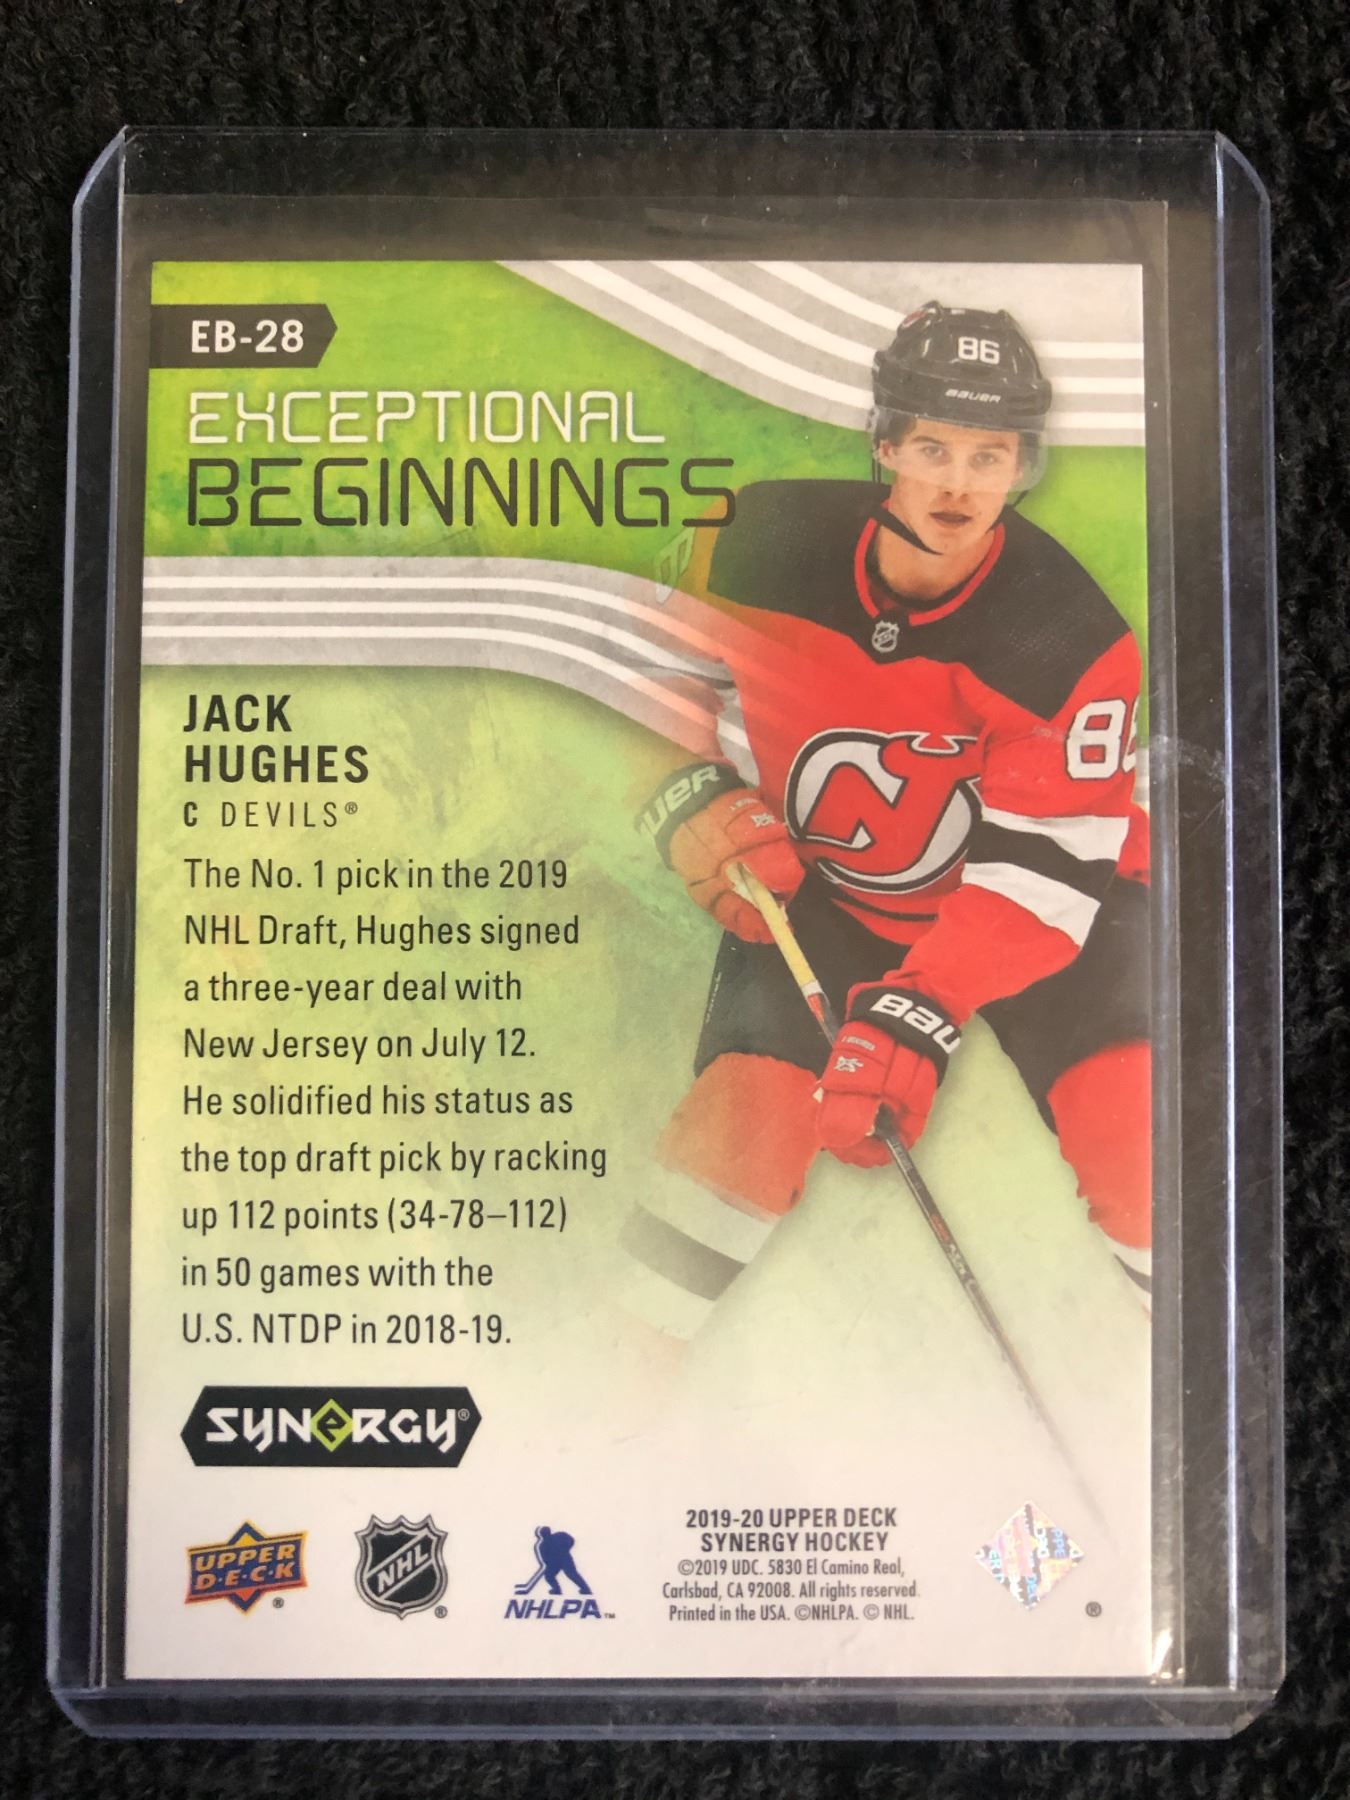 EB-28
86
BAUER
EXCEPTIONAL
BEGINNINGS
JACK
HUGHES
C DEVILS®
The No. 1 pick in the 2019
NHL Draft, Hughes signed
a three-year deal with
New Jersey on July 12.
He solidified his status as
the top draft pick by racking
up 112 points (34-78–112)
in 50 games with the
U.S. NTDP in 2018-19.
SYNERGY®
UPPER
D·E·C·K
®
NHL
®
NHLPA™
2019-20 UPPER DECK
SYNERGY HOCKEY
©2019 UDC. 5830 El Camino Real,
Carlsbad, CA 92008. All rights reserved.
Printed in the USA. ©NHLPA. © NHL.
®